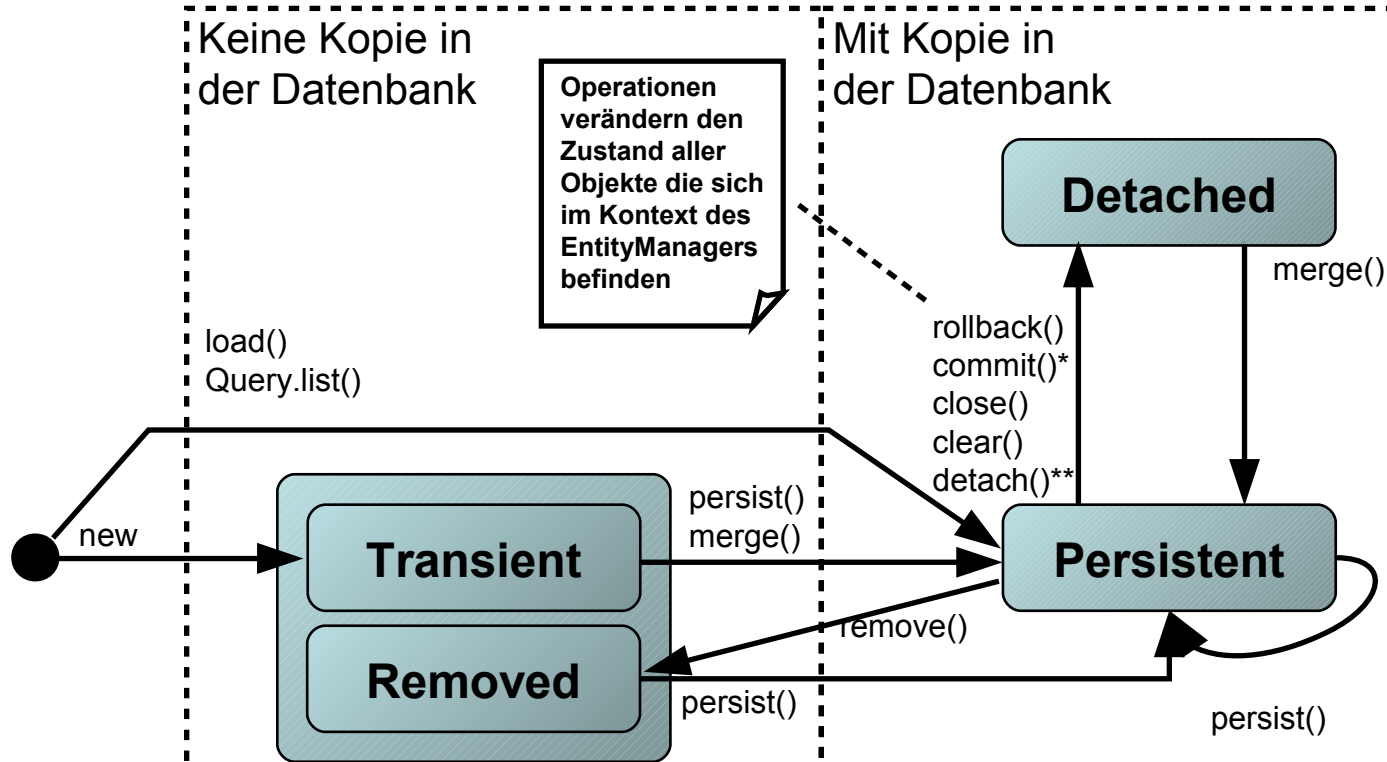 Keine Kopie in
der Datenbank
Mit Kopie in
der Datenbank
Operationen
verändern den
Zustand aller
Objekte die sich
im Kontext des
EntityManagers
befinden
Detached
merge()
rollback()
commit()*
close()
clear()
detach()**
load()
Query.list()
new
Transient
persist()
merge()
Persistent
remove()
Removed
persist()
persist()